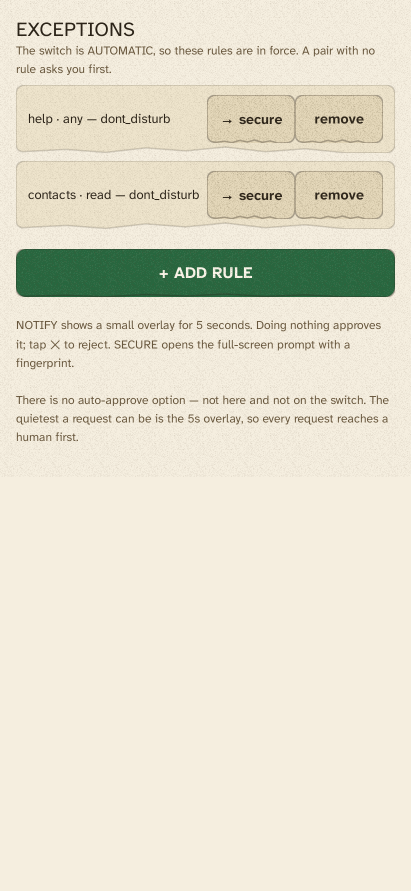 EXCEPTIONS
The switch is AUTOMATIC, so these rules are in force. A pair with no
rule asks you first.
help · any — dont_disturb → secure remove
contacts · read — dont_disturb → secure remove
+ ADD RULE
NOTIFY shows a small overlay for 5 seconds. Doing nothing approves
it; tap ✕ to reject. SECURE opens the full-screen prompt with a
fingerprint.
There is no auto-approve option — not here and not on the switch. The
quietest a request can be is the 5s overlay, so every request reaches a
human first.